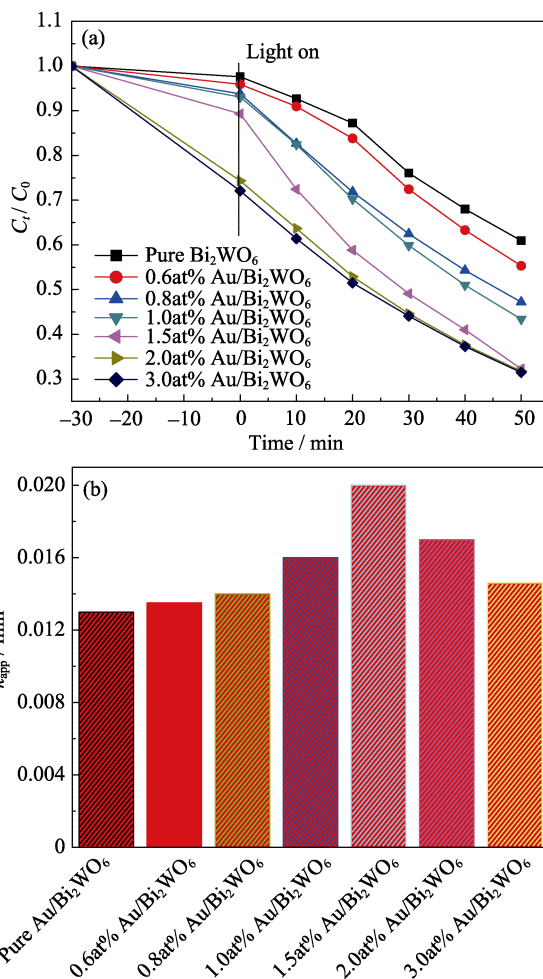 (a)
Light on
1.0
0.9
0.8
0.7
0.6
0.5
0.4
0.3
Cₜ / C₀
Pure Bi₂WO₆
0.6at% Au/Bi₂WO₆
0.8at% Au/Bi₂WO₆
1.0at% Au/Bi₂WO₆
1.5at% Au/Bi₂WO₆
2.0at% Au/Bi₂WO₆
3.0at% Au/Bi₂WO₆
−30 −20 −10 0 10 20 30 40 50
Time / min
(b)
0.020
0.016
0.012
0.008
0.004
0
Pure Au/Bi₂WO₆
0.6at% Au/Bi₂WO₆
0.8at% Au/Bi₂WO₆
1.0at% Au/Bi₂WO₆
1.5at% Au/Bi₂WO₆
2.0at% Au/Bi₂WO₆
3.0at% Au/Bi₂WO₆